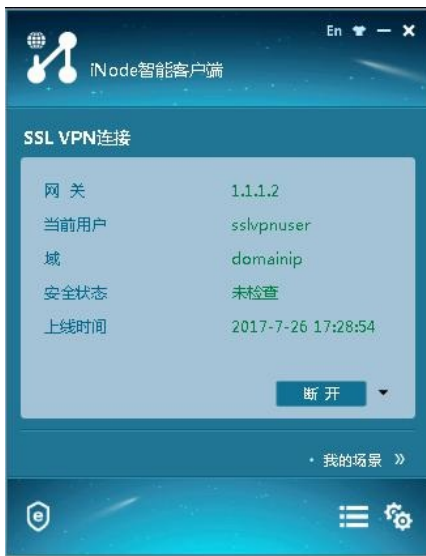 En
iNode智能客户端
SSL VPN连接
网 关 1.1.1.2
当前用户 sslvpnuser
域 domainip
安全状态 未检查
上线时间 2017-7-26 17:28:54
断 开
· 我的场景 »
e